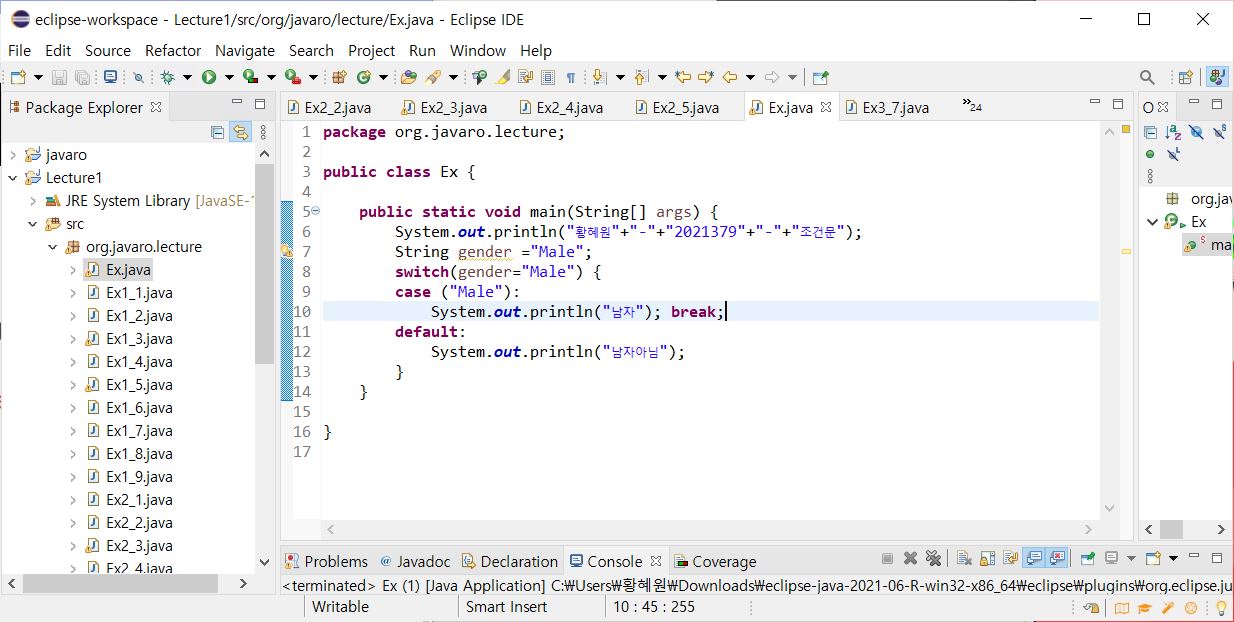 eclipse-workspace - Lecture1/src/org/javaro/lecture/Ex.java - Eclipse IDE
File Edit Source Refactor Navigate Search Project Run Window Help
Package Explorer
javaro
Lecture1
JRE System Library [JavaSE-1
src
org.javaro.lecture
Ex.java
Ex1_1.java
Ex1_2.java
Ex1_3.java
Ex1_4.java
Ex1_5.java
Ex1_6.java
Ex1_7.java
Ex1_8.java
Ex1_9.java
Ex2_1.java
Ex2_2.java
Ex2_3.java
Ex2_4.java
Ex2_2.java Ex2_3.java Ex2_4.java Ex2_5.java Ex.java Ex3_7.java »24
1 package org.javaro.lecture;
2
3 public class Ex {
4
5 public static void main(String[] args) {
6 System.out.println("황혜원"+"-"+"2021379"+"-"+"조건문");
7 String gender ="Male";
8 switch(gender="Male") {
9 case ("Male"):
10 System.out.println("남자"); break;
11 default:
12 System.out.println("남자아님");
13 }
14 }
15
16 }
17
org.jav
Ex
ma
Problems @ Javadoc Declaration Console Coverage
<terminated> Ex (1) [Java Application] C:₩Users₩황혜원₩Downloads₩eclipse-java-2021-06-R-win32-x86_64₩eclipse₩plugins₩org.eclipse.ju
Writable Smart Insert 10 : 45 : 255